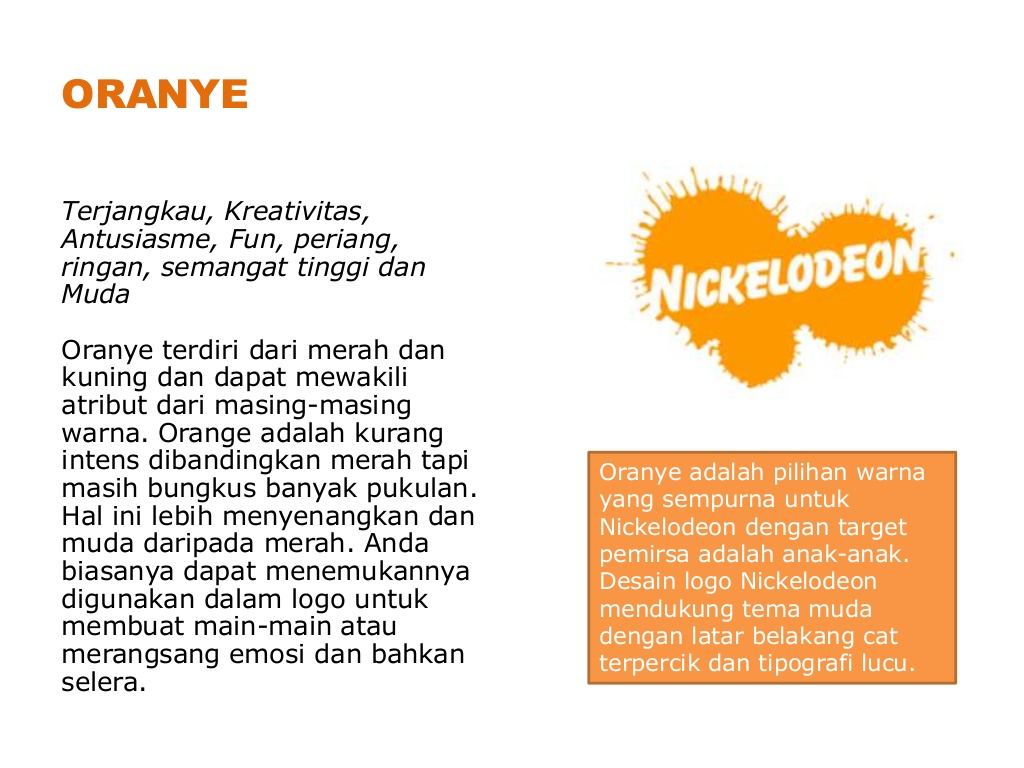 ORANYE
Terjangkau, Kreativitas,
Antusiasme, Fun, periang,
ringan, semangat tinggi dan
Muda
Oranye terdiri dari merah dan
kuning dan dapat mewakili
atribut dari masing-masing
warna. Orange adalah kurang
intens dibandingkan merah tapi
masih bungkus banyak pukulan.
Hal ini lebih menyenangkan dan
muda daripada merah. Anda
biasanya dapat menemukannya
digunakan dalam logo untuk
membuat main-main atau
merangsang emosi dan bahkan
selera.
NICKELODEON
Oranye adalah pilihan warna
yang sempurna untuk
Nickelodeon dengan target
pemirsa adalah anak-anak.
Desain logo Nickelodeon
mendukung tema muda
dengan latar belakang cat
terpercik dan tipografi lucu.